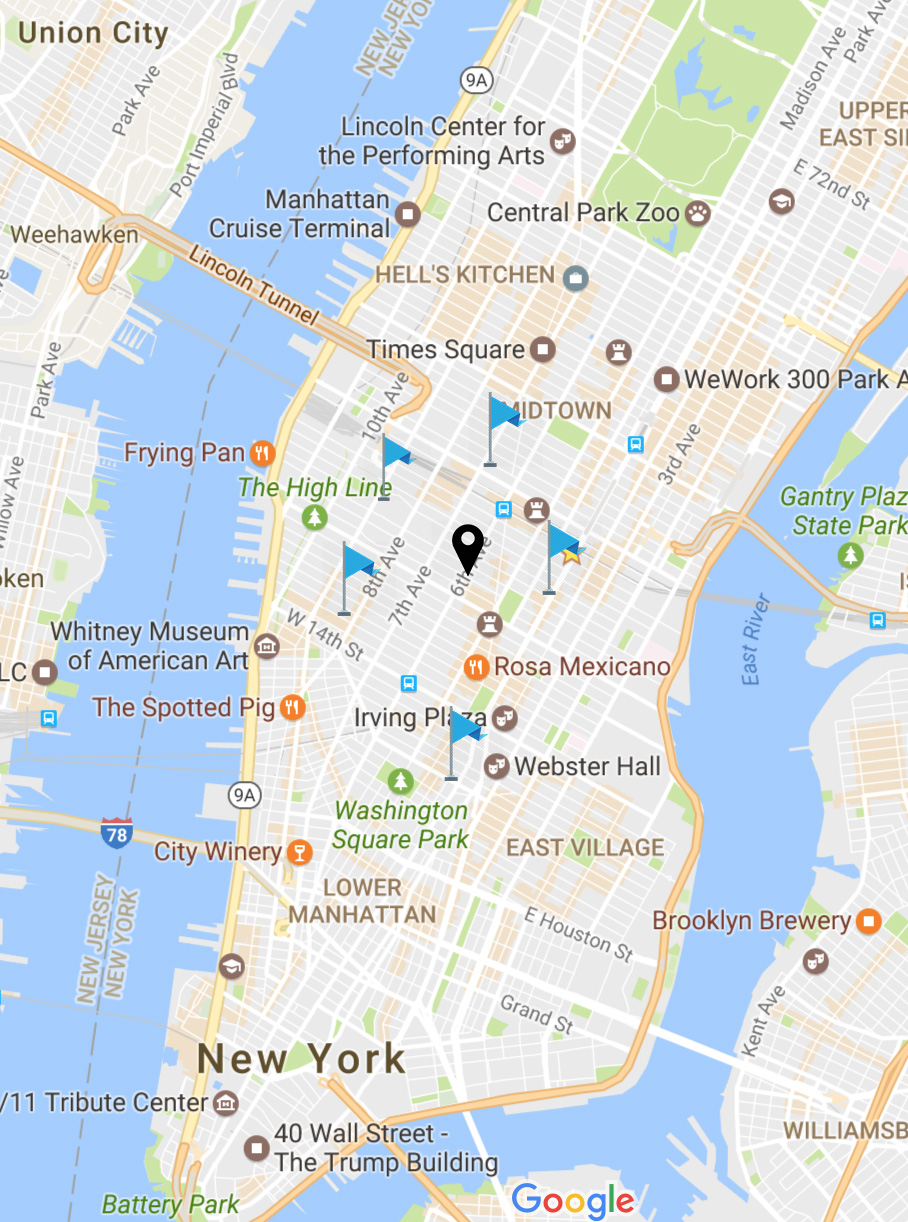 Union City
Park Ave
Port Imperial Blvd
NEW JERSEY
NEW YORK
9A
Madison Ave
Park Ave
Lincoln Center for
the Performing Arts
UPPER
EAST SI
E 72nd St
Manhattan
Cruise Terminal
Central Park Zoo
Weehawken
Lincoln Tunnel
HELL'S KITCHEN
Times Square
WeWork 300 Park A
Park Ave
10th Ave
MIDTOWN
3rd Ave
Frying Pan
The High Line
Willow Ave
Gantry Plaz
State Park
8th Ave
7th Ave
6th Ave
oken
W 14th St
East River
Whitney Museum
of American Art
LC
Rosa Mexicano
The Spotted Pig
Irving Plaza
Webster Hall
9A
Washington
Square Park
78
City Winery
EAST VILLAGE
LOWER
MANHATTAN
NEW JERSEY
NEW YORK
E Houston St
Brooklyn Brewery
Grand St
Kent Ave
New York
/11 Tribute Center
40 Wall Street -
The Trump Building
WILLIAMSB
Battery Park
Google